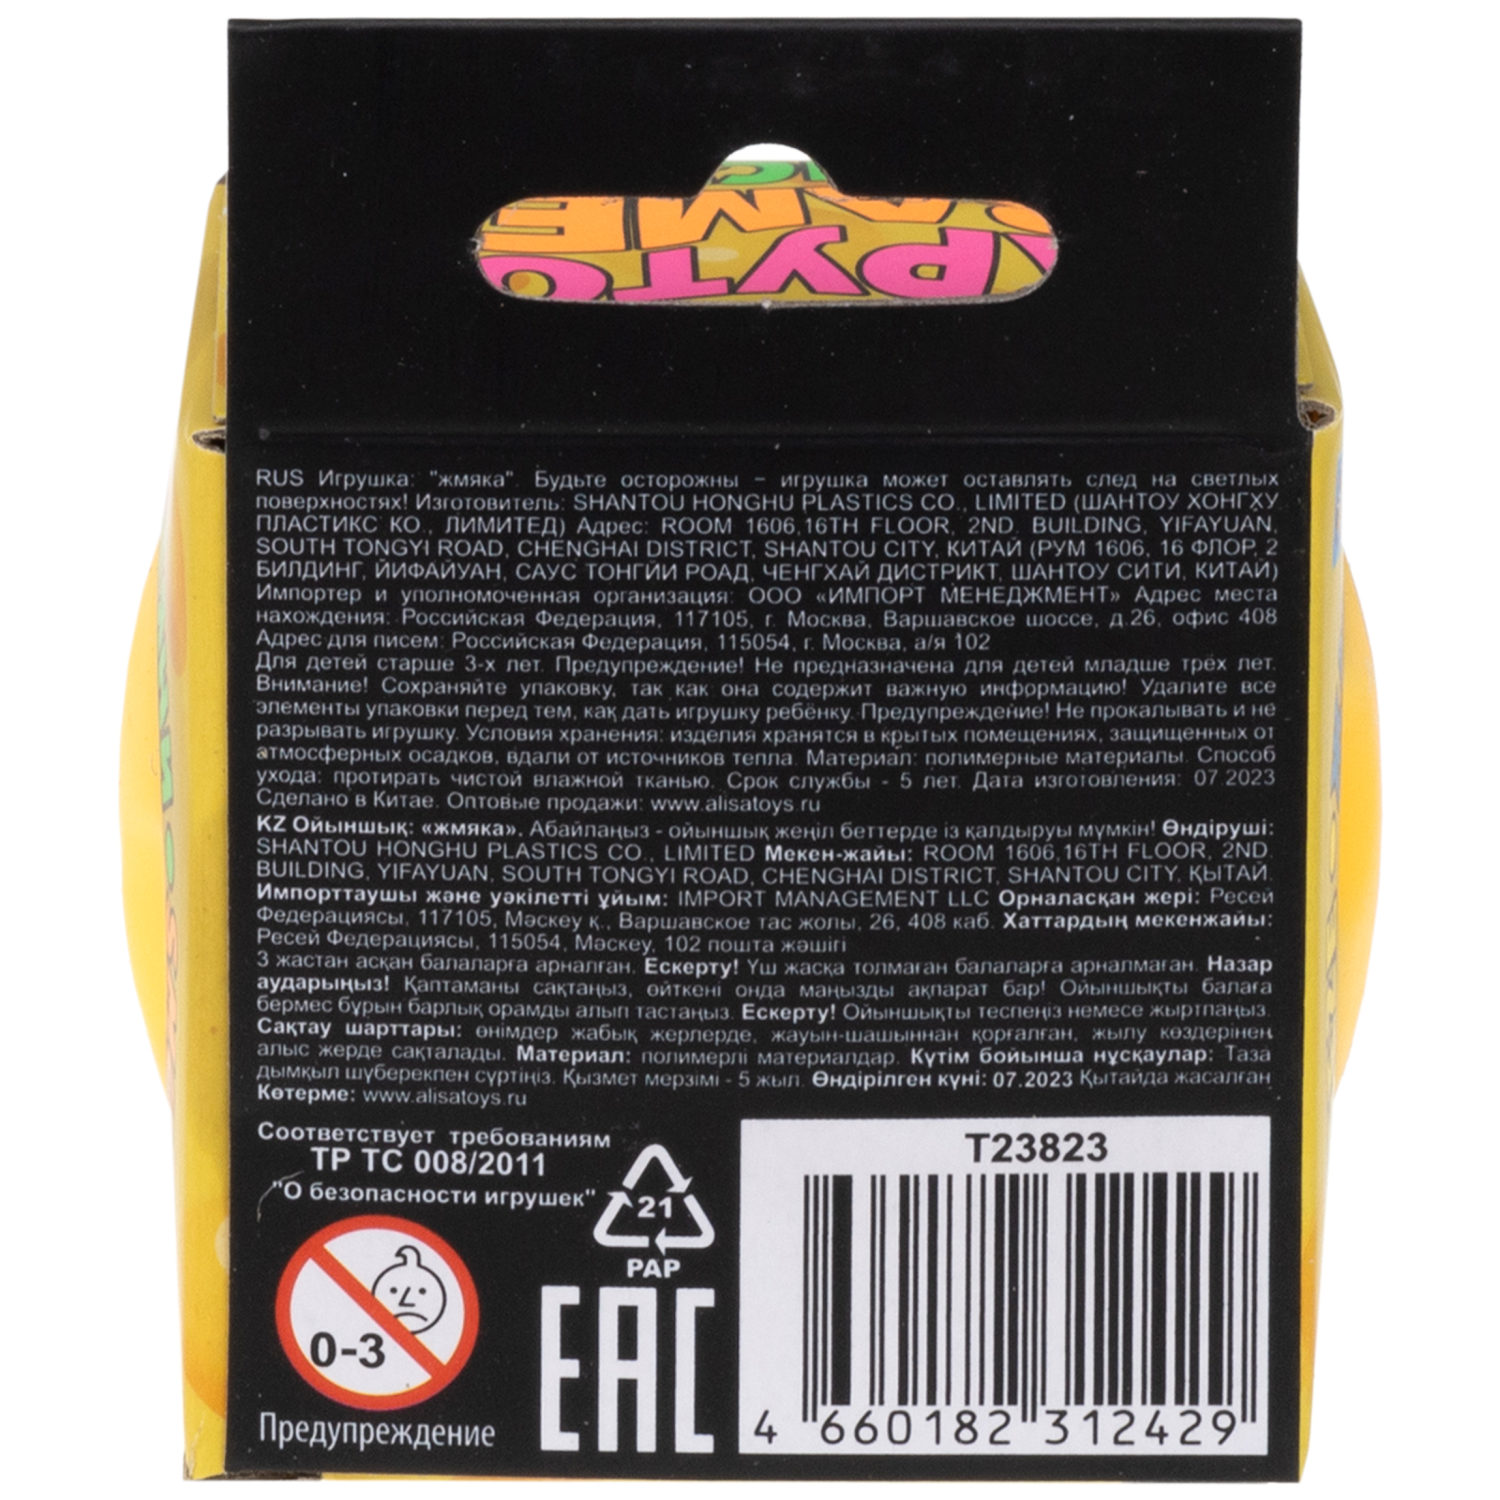 КРУТО
ГАМЕ
RUS Игрушка: "жмяка". Будьте осторожны – игрушка может оставлять след на светлых
поверхностях! Изготовитель: SHANTOU HONGHU PLASTICS CO., LIMITED (ШАНТОУ ХОНГХУ
ПЛАСТИКС КО., ЛИМИТЕД) Адрес: ROOM 1606,16TH FLOOR, 2ND. BUILDING, YIFAYUAN,
SOUTH TONGYI ROAD, CHENGHAI DISTRICT, SHANTOU CITY, КИТАЙ (РУМ 1606, 16 ФЛОР, 2
БИЛДИНГ, ЙИФАЙУАН, САУС ТОНГЙИ РОАД, ЧЕНГХАЙ ДИСТРИКТ, ШАНТОУ СИТИ, КИТАЙ)
Импортер и уполномоченная организация: ООО «ИМПОРТ МЕНЕДЖМЕНТ» Адрес места
нахождения: Российская Федерация, 117105, г. Москва, Варшавское шоссе, д.26, офис 408
Адрес для писем: Российская Федерация, 115054, г. Москва, а/я 102
Для детей старше 3-х лет. Предупреждение! Не предназначена для детей младше трёх лет.
Внимание! Сохраняйте упаковку, так как она содержит важную информацию! Удалите все
элементы упаковки перед тем, как дать игрушку ребёнку. Предупреждение! Не прокалывать и не
разрывать игрушку. Условия хранения: изделия хранятся в крытых помещениях, защищенных от
атмосферных осадков, вдали от источников тепла. Материал: полимерные материалы. Способ
ухода: протирать чистой влажной тканью. Срок службы - 5 лет. Дата изготовления: 07.2023
Сделано в Китае. Оптовые продажи: www.alisatoys.ru
KZ Ойыншық: «жмяка». Абайлаңыз - ойыншық жеңіл беттерде із қалдыруы мүмкін! Өндіруші:
SHANTOU HONGHU PLASTICS CO., LIMITED Мекен-жайы: ROOM 1606,16TH FLOOR, 2ND.
BUILDING, YIFAYUAN, SOUTH TONGYI ROAD, CHENGHAI DISTRICT, SHANTOU CITY, ҚЫТАЙ.
Импорттаушы және уәкілетті ұйым: IMPORT MANAGEMENT LLC Орналасқан жері: Ресей
Федерациясы, 117105, Мәскеу қ., Варшавское тас жолы, 26, 408 каб. Хаттардың мекенжайы:
Ресей Федерациясы, 115054, Мәскеу, 102 пошта жәшігі
3 жастан асқан балаларға арналған. Ескерту! Үш жасқа толмаған балаларға арналмаған. Назар
аударыңыз! Қаптаманы сақтаңыз, өйткені онда маңызды ақпарат бар! Ойыншықты балаға
бермес бұрын барлық орамды алып тастаңыз. Ескерту! Ойыншықты теспеңіз немесе жыртпаңыз.
Сақтау шарттары: өнімдер жабық жерлерде, жауын-шашыннан қорғалған, жылу көздерінен
алыс жерде сақталады. Материал: полимерлі материалдар. Күтім бойынша нұсқаулар: Таза
дымқыл шүберекпен сүртіңіз. Қызмет мерзімі - 5 жыл. Өндірілген күні: 07.2023 Қытайда жасалған
Көтерме: www.alisatoys.ru
Соответствует требованиям
ТР ТС 008/2011
"О безопасности игрушек"
21
PAP
0-3
Предупреждение
EAC
T23823
4 660182 312429